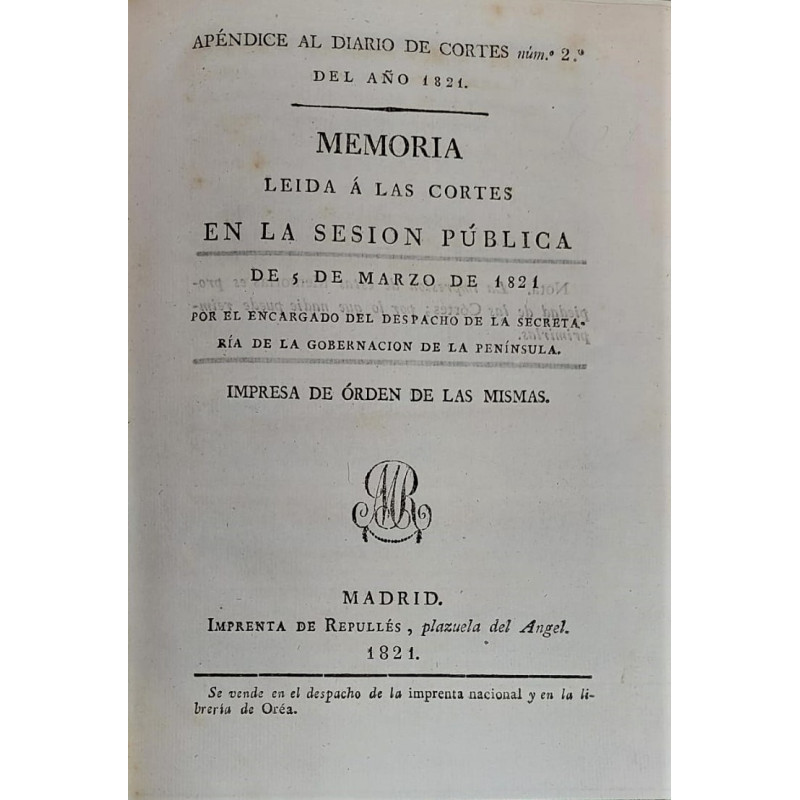 APÉNDICE AL DIARIO DE CORTES núm.º 2.º
DEL AÑO 1821.
MEMORIA
LEIDA Á LAS CORTES
EN LA SESION PÚBLICA
DE 5 DE MARZO DE 1821
POR EL ENCARGADO DEL DESPACHO DE LA SECRETA-
RÍA DE LA GOBERNACION DE LA PENÍNSULA.
IMPRESA DE ÓRDEN DE LAS MISMAS.
MADRID.
IMPRENTA DE REPULLÉS, plazuela del Angel.
1821.
Se vende en el despacho de la imprenta nacional y en la li-
brería de Oréa.